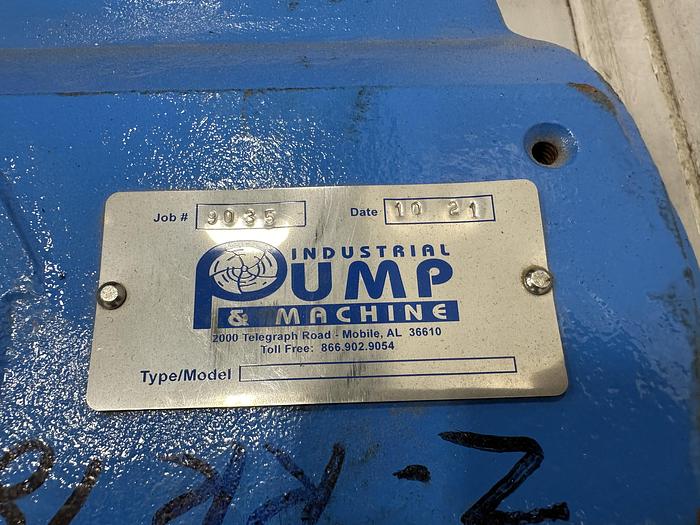 Job # 9035 Date 10 21
INDUSTRIAL
PUMP
& MACHINE
2000 Telegraph Road - Mobile, AL 36610
Toll Free: 866.902.9054
Type/Model